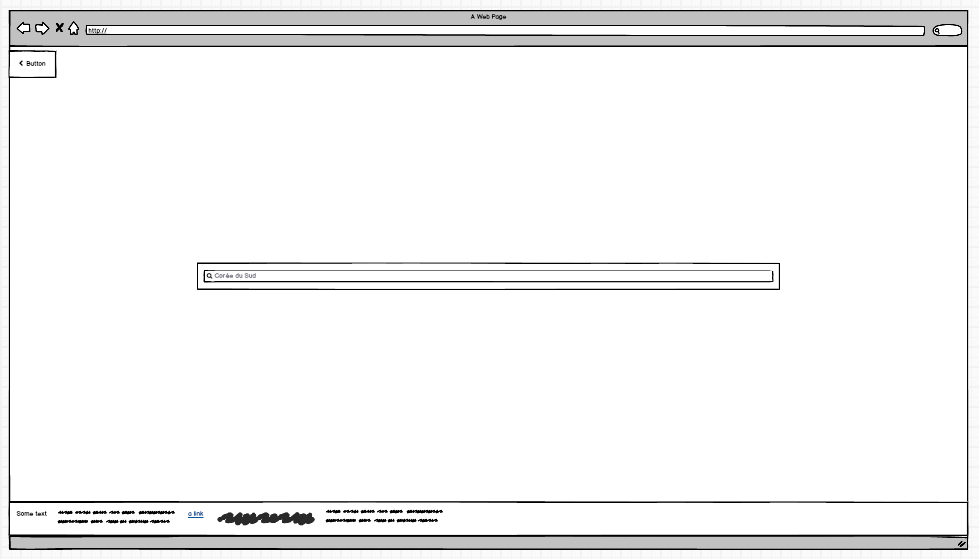 A Web Page
http://
Button
Corée du Sud
Some text
a link